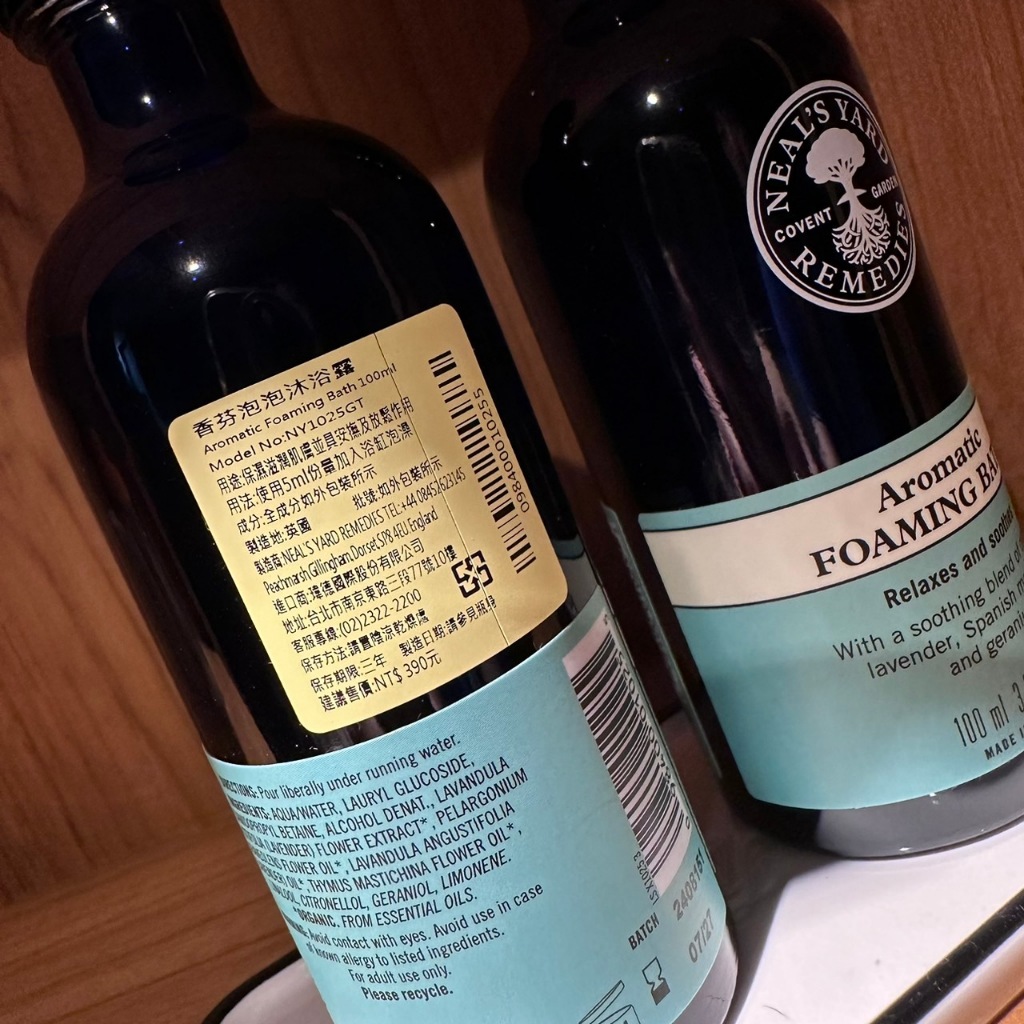 香芬泡泡沐浴露
Aromatic Foaming Bath 100ml
Model No:NY1025GT
用途:保濕滋潤肌膚並具安撫及放鬆作用
用法:使用5ml份量加入浴缸泡澡
成分:全成分如外包裝所示
製造地:英國 批號:如外包裝所示
製造商:NEAL'S YARD REMEDIES TEL:+44 08452623145
Peachmarsh Gillingham Dorset, SP8 4EU England
進口商:瑋德國際股份有限公司
地址:台北市南京東路三段77號10樓
客服專線:(02)2322-2200
保存方法:請置陰涼乾燥處
保存期限:三年 製造日期:請參見瓶標
建議售價:NT$ 390元
098400010255
Pour liberally under running water.
AQUA/WATER, LAURYL GLUCOSIDE,
BETAINE, ALCOHOL DENAT., LAVANDULA
(LAVENDER) FLOWER EXTRACT*, PELARGONIUM
FLOWER OIL*, LAVANDULA ANGUSTIFOLIA
OIL*, THYMUS MASTICHINA FLOWER OIL*,
CITRONELLOL, GERANIOL, LIMONENE.
*ORGANIC. FROM ESSENTIAL OILS.
Avoid contact with eyes. Avoid use in case
of known allergy to listed ingredients.
For adult use only.
Please recycle.
BATCH
07/27
NEAL'S YARD
REMEDIES
COVENT GARDEN
Aromatic
FOAMING
Relaxes and
With a soothing blend
lavender, Spanish
and
100 ml
MADE